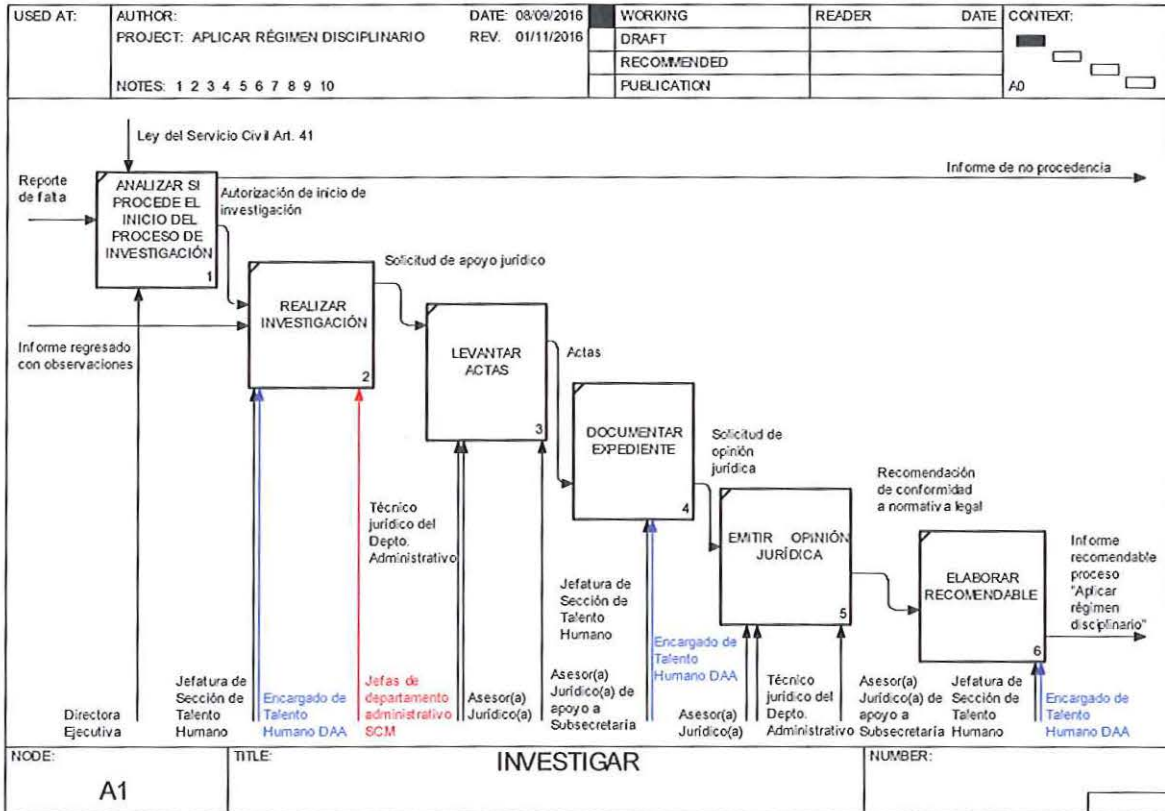 USED AT:
AUTHOR:
DATE: 08/09/2016
PROJECT: APLICAR RÉGIMEN DISCIPLINARIO
REV: 01/11/2016
NOTES: 1 2 3 4 5 6 7 8 9 10
WORKING
DRAFT
RECOMMENDED
PUBLICATION
READER
DATE
CONTEXT:
A0
Ley del Servicio Civil Art. 41
Reporte
de falta
ANALIZAR SI
PROCEDE EL
INICIO DEL
PROCESO DE
INVESTIGACIÓN
1
Informe de no procedencia
Autorización de inicio de
investigación
Informe regresado
con observaciones
REALIZAR
INVESTIGACIÓN
2
Solicitud de apoyo jurídico
LEVANTAR
ACTAS
3
Actas
DOCUMENTAR
EXPEDIENTE
4
Solicitud de
opinión
jurídica
EMITIR OPINIÓN
JURÍDICA
5
Recomendación
de conformidad
a normativa legal
ELABORAR
RECOMENDABLE
6
Informe
recomendable
proceso
"Aplicar
régimen
disciplinario"
Directora
Ejecutiva
Jefatura de
Sección de
Talento
Humano
Encargado de
Talento
Humano DAA
Jefas de
departamento
administrativo
SCM
Técnico
jurídico del
Depto.
Administrativo
Asesor(a)
Jurídico(a)
Asesor(a)
Jurídico(a) de
apoyo a
Subsecretaría
Jefatura de
Sección de
Talento
Humano
Encargado de
Talento
Humano DAA
Asesor(a)
Jurídico(a)
Técnico
jurídico del
Depto.
Administrativo
Asesor(a)
Jurídico(a) de
apoyo a
Subsecretaría
Jefatura de
Sección de
Talento
Humano
Encargado de
Talento
Humano DAA
NODE:
A1
TITLE:
INVESTIGAR
NUMBER: